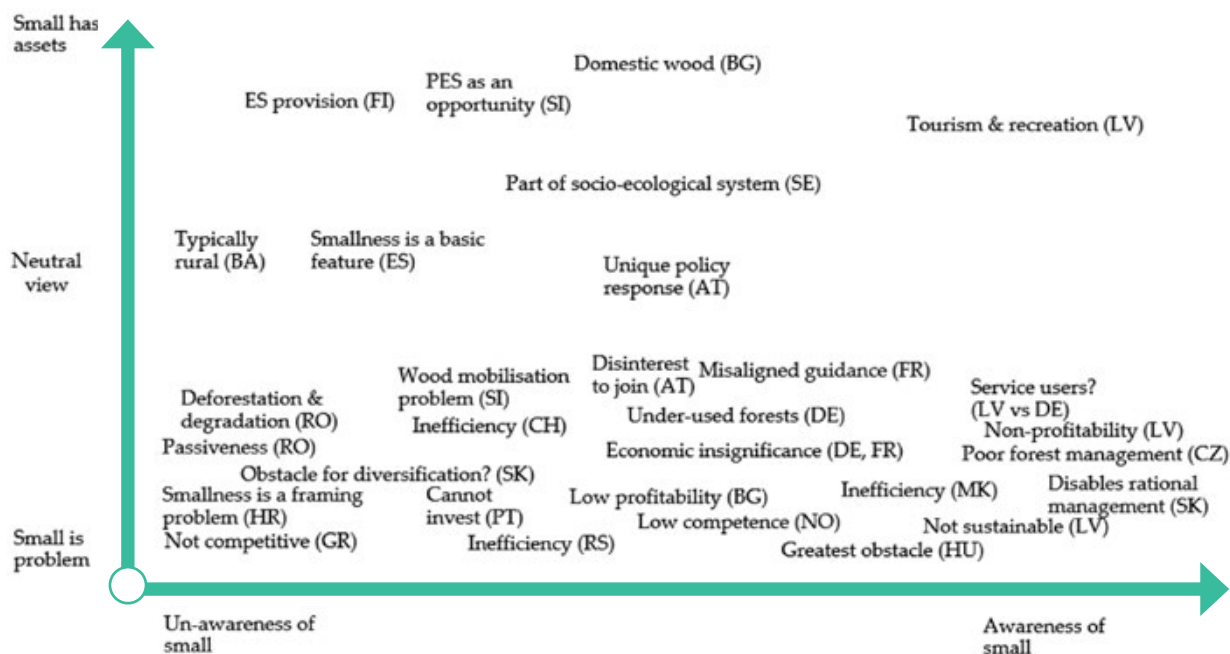 Small has
assets
Domestic wood (BG)
PES as an
opportunity (SI)
ES provision (FI)
Tourism & recreation (LV)
Part of socio-ecological system (SE)
Typically
rural (BA)
Smallness is a basic
feature (ES)
Neutral
view
Unique policy
response (AT)
Disinterest
to join (AT)
Misaligned guidance (FR)
Wood mobilisation
problem (SI)
Service users?
(LV vs DE)
Deforestation &
degradation (RO)
Inefficiency (CH)
Under-used forests (DE)
Non-profitability (LV)
Passiveness (RO)
Economic insignificance (DE, FR)
Poor forest management (CZ)
Obstacle for diversification? (SK)
Smallness is a framing
problem (HR)
Cannot
invest (PT)
Low profitability (BG)
Inefficiency (MK)
Disables rational
management (SK)
Low competence (NO)
Not sustainable (LV)
Small is
problem
Not competitive (GR)
Inefficiency (RS)
Greatest obstacle (HU)
Un-awareness of
small
Awareness of
small